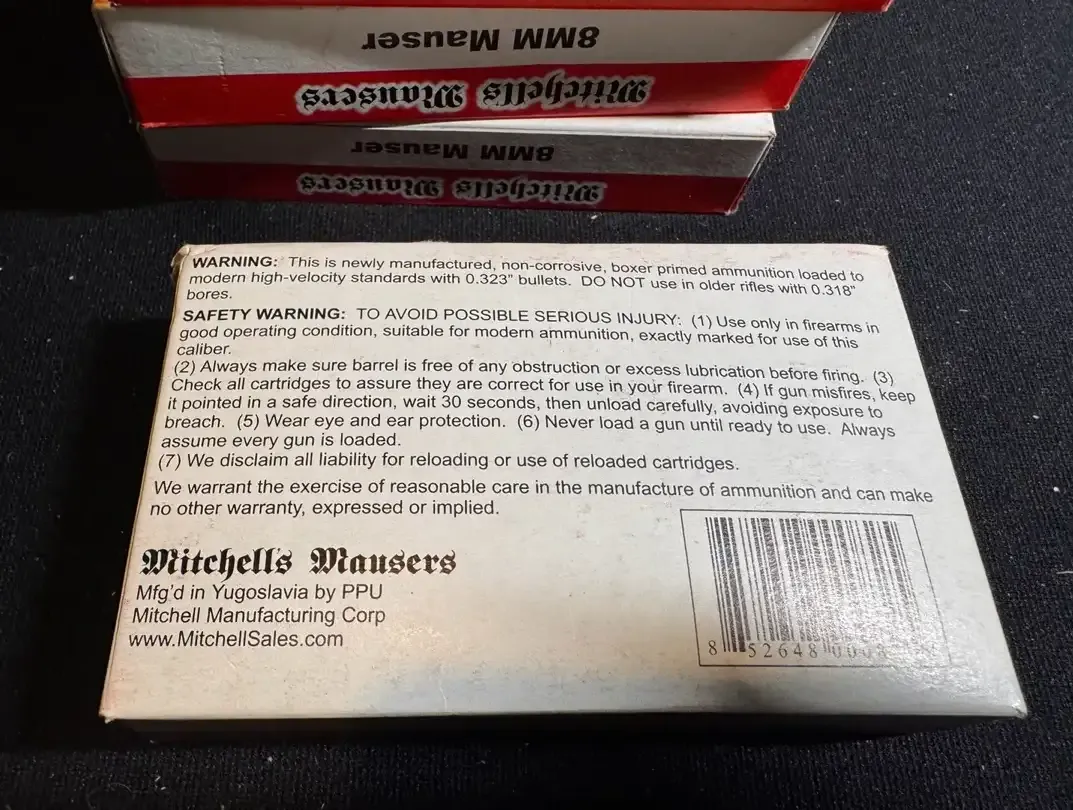 8MM Mauser
Mitchell's Mausers
8MM Mauser
Mitchell's Mausers
WARNING: This is newly manufactured, non-corrosive, boxer primed ammunition loaded to
modern high-velocity standards with 0.323" bullets. DO NOT use in older rifles with 0.318"
bores.
SAFETY WARNING: TO AVOID POSSIBLE SERIOUS INJURY: (1) Use only in firearms in
good operating condition, suitable for modern ammunition, exactly marked for use of this
caliber.
(2) Always make sure barrel is free of any obstruction or excess lubrication before firing. (3)
Check all cartridges to assure they are correct for use in your firearm. (4) If gun misfires, keep
it pointed in a safe direction, wait 30 seconds, then unload carefully, avoiding exposure to
breach. (5) Wear eye and ear protection. (6) Never load a gun until ready to use. Always
assume every gun is loaded.
(7) We disclaim all liability for reloading or use of reloaded cartridges.
We warrant the exercise of reasonable care in the manufacture of ammunition and can make
no other warranty, expressed or implied.
Mitchell's Mausers
Mfg'd in Yugoslavia by PPU
Mitchell Manufacturing Corp
www.MitchellSales.com
8 52648